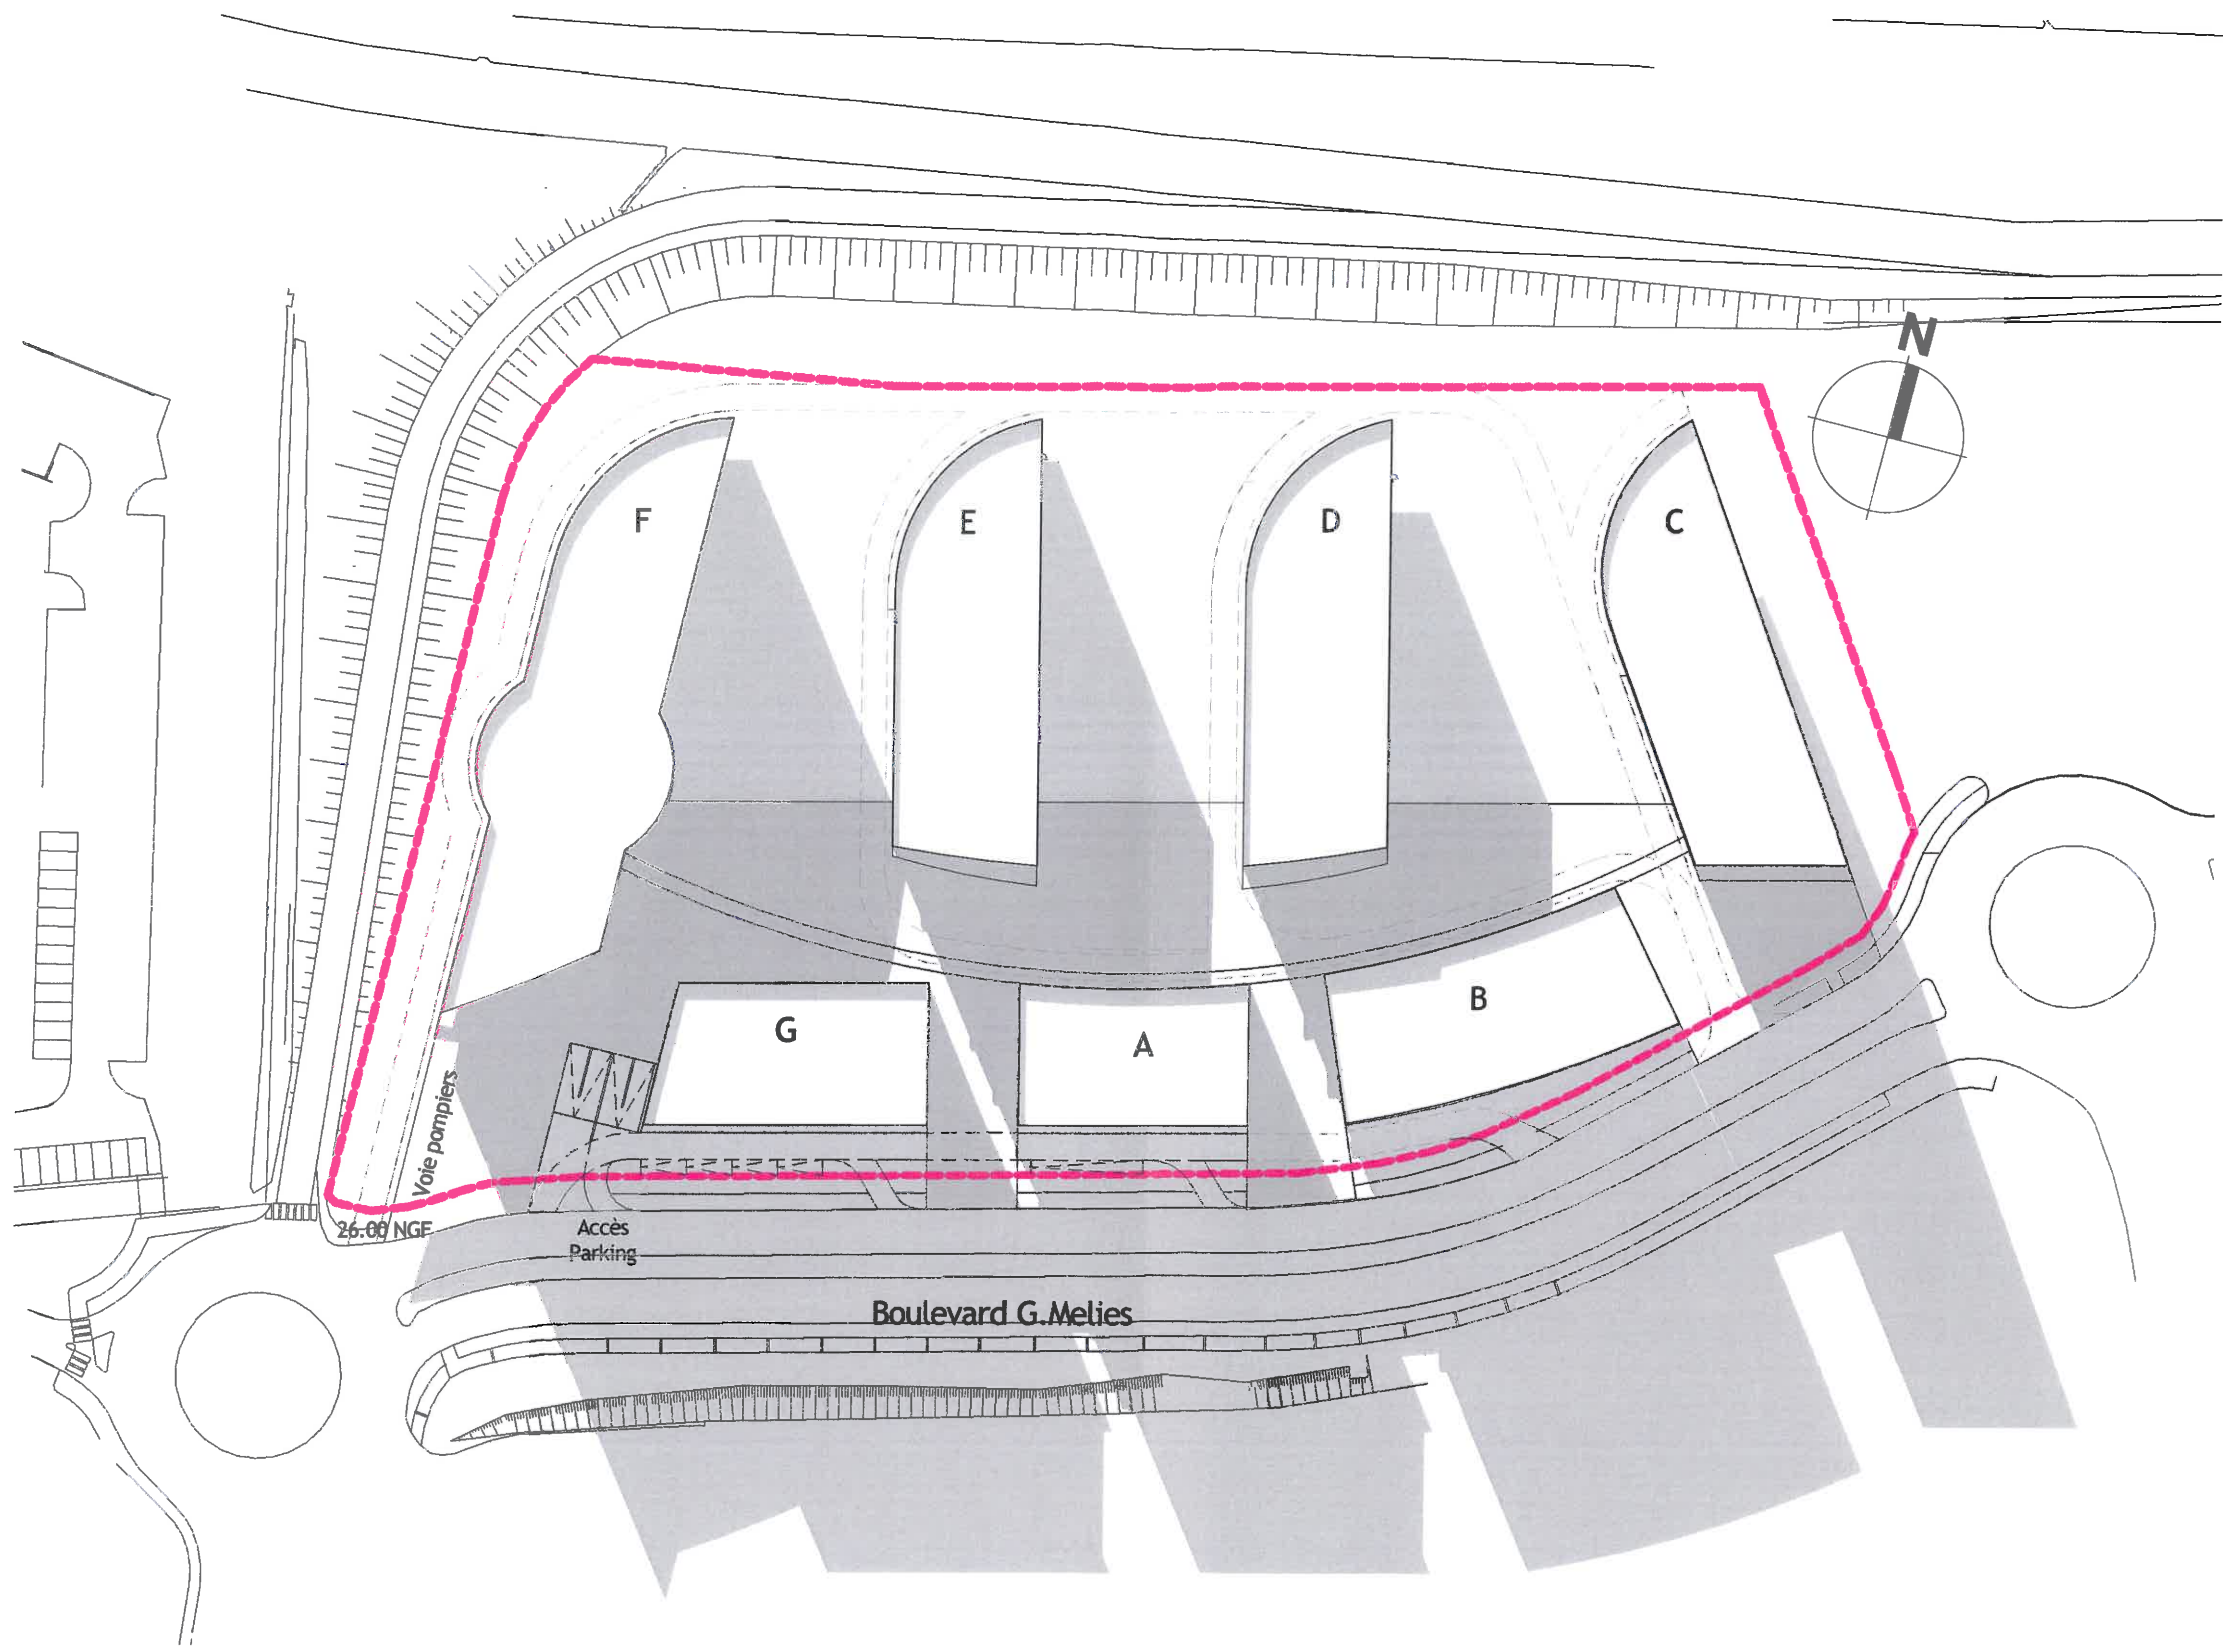 N
F
E
D
C
B
G
A
Voie pompiers
26.00 NGF
Accès
Parking
Boulevard G.Melies